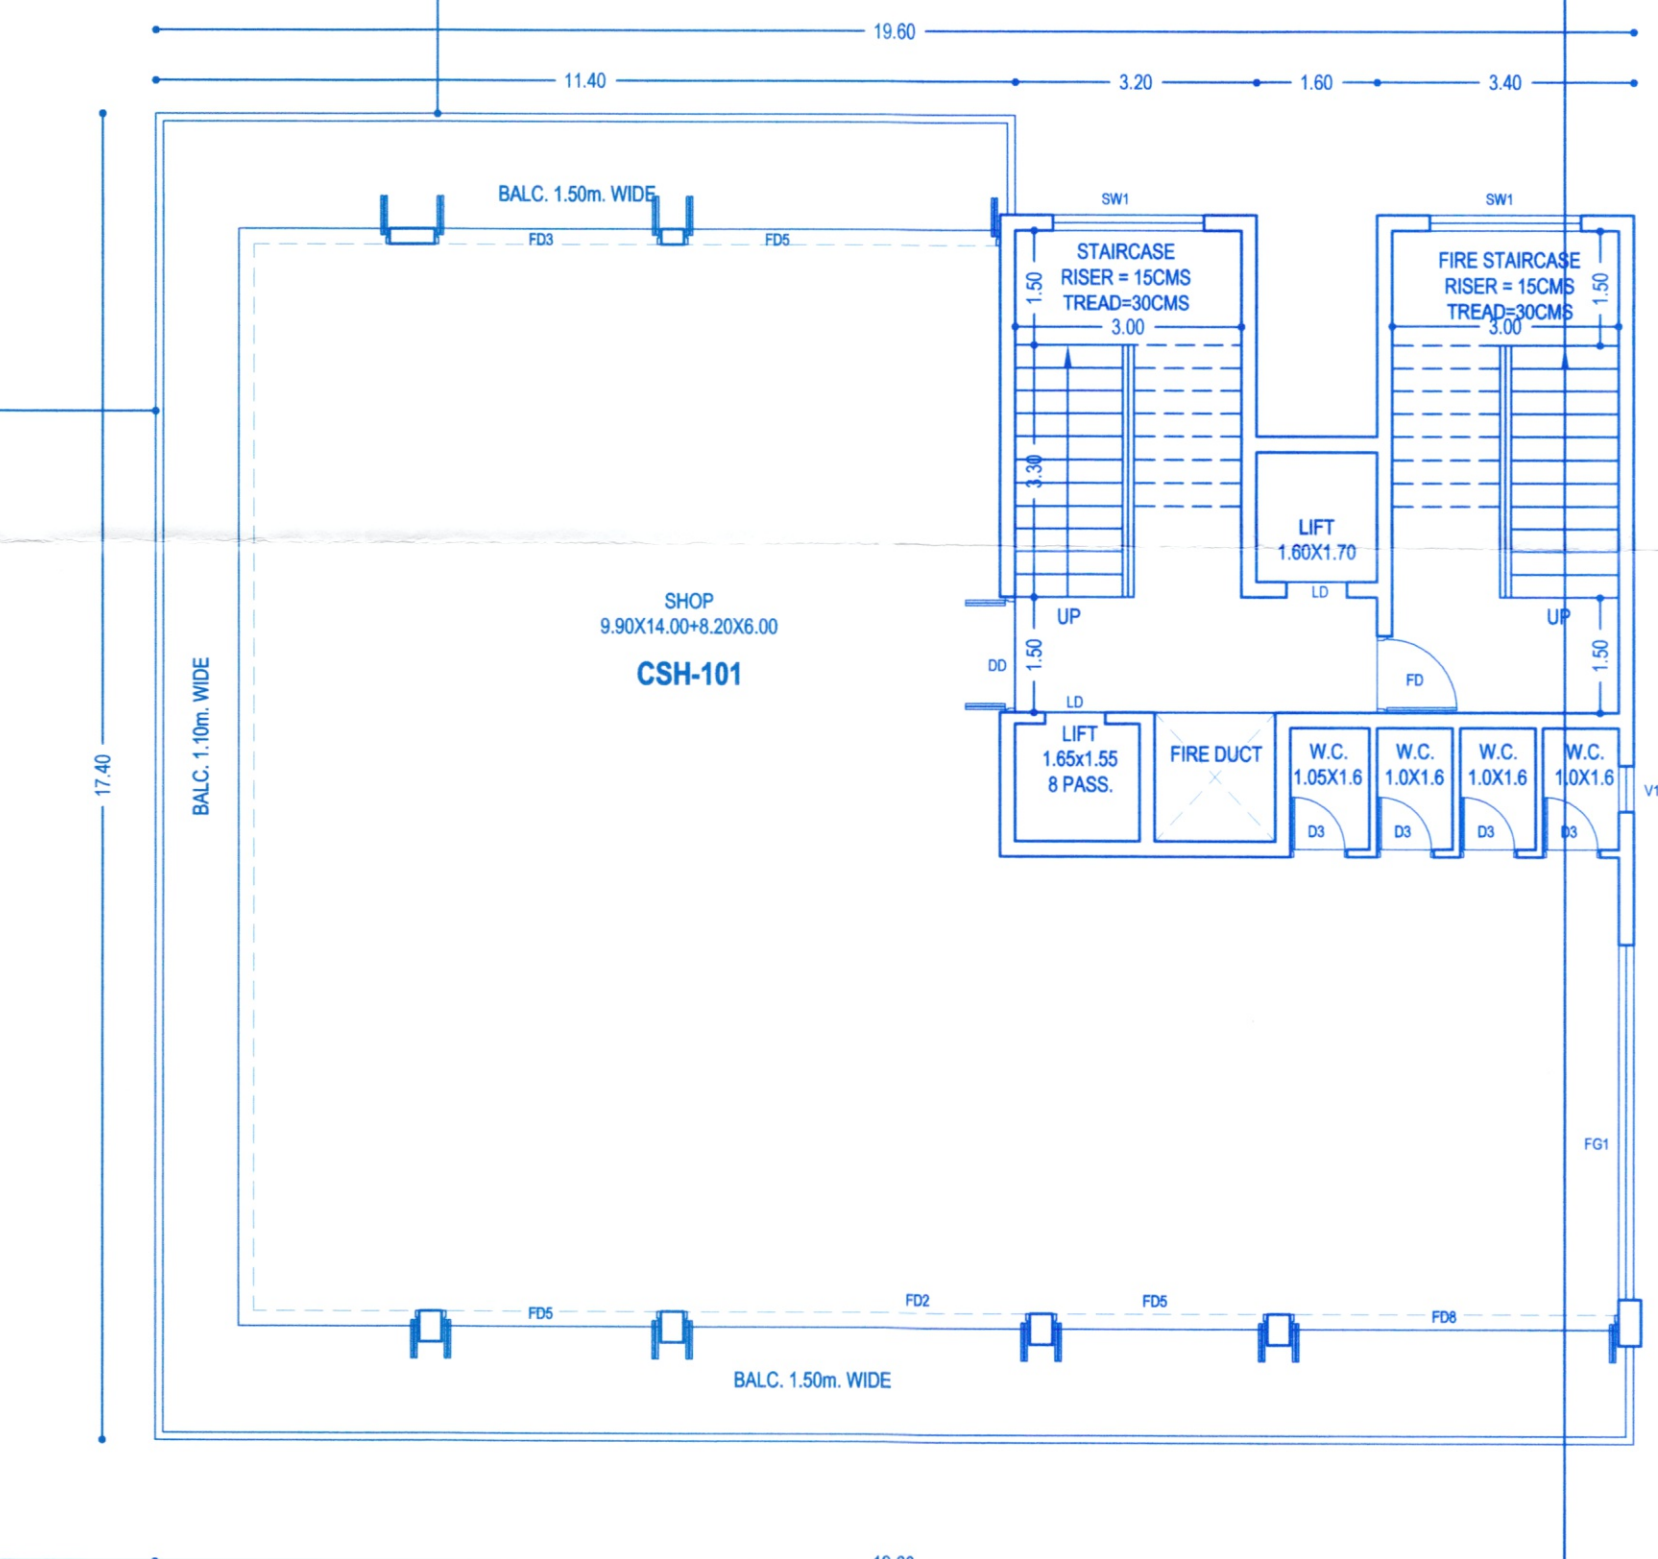 19.60
11.40
3.20
1.60
3.40
BALC. 1.50m. WIDE
FD3
FD5
SW1
SW1
STAIRCASE
RISER = 15CMS
TREAD=30CMS
3.00
1.50
FIRE STAIRCASE
RISER = 15CMS
TREAD=30CMS
3.00
1.50
3.30
LIFT
1.60X1.70
LD
UP
UP
SHOP
9.90X14.00+8.20X6.00
CSH-101
DD
1.50
FD
1.50
BALC. 1.10m. WIDE
17.40
LD
LIFT
1.65x1.55
8 PASS.
FIRE DUCT
W.C.
1.05X1.6
D3
W.C.
1.0X1.6
D3
W.C.
1.0X1.6
D3
W.C.
1.0X1.6
D3
V1
FG1
FD5
FD2
FD5
FD8
BALC. 1.50m. WIDE